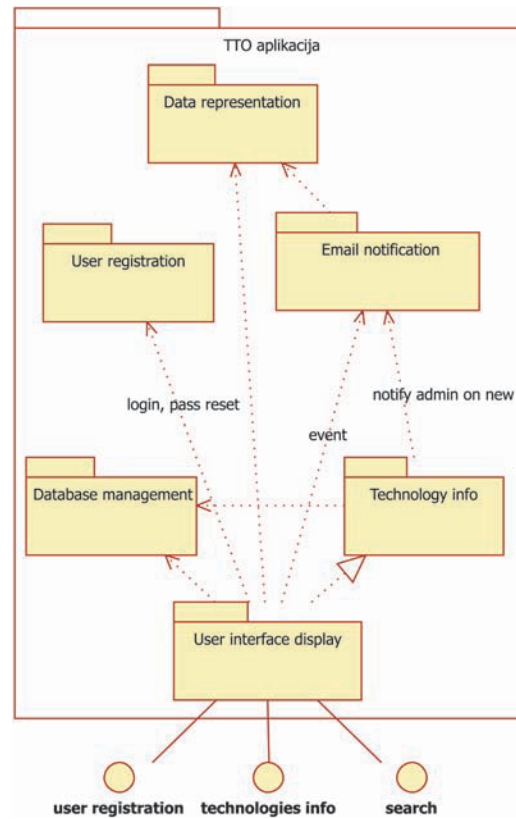 TTO aplikacija
Data representation
User registration
Email notification
login, pass reset
notify admin on new
event
Database management
Technology info
User interface display
user registration
technologies info
search